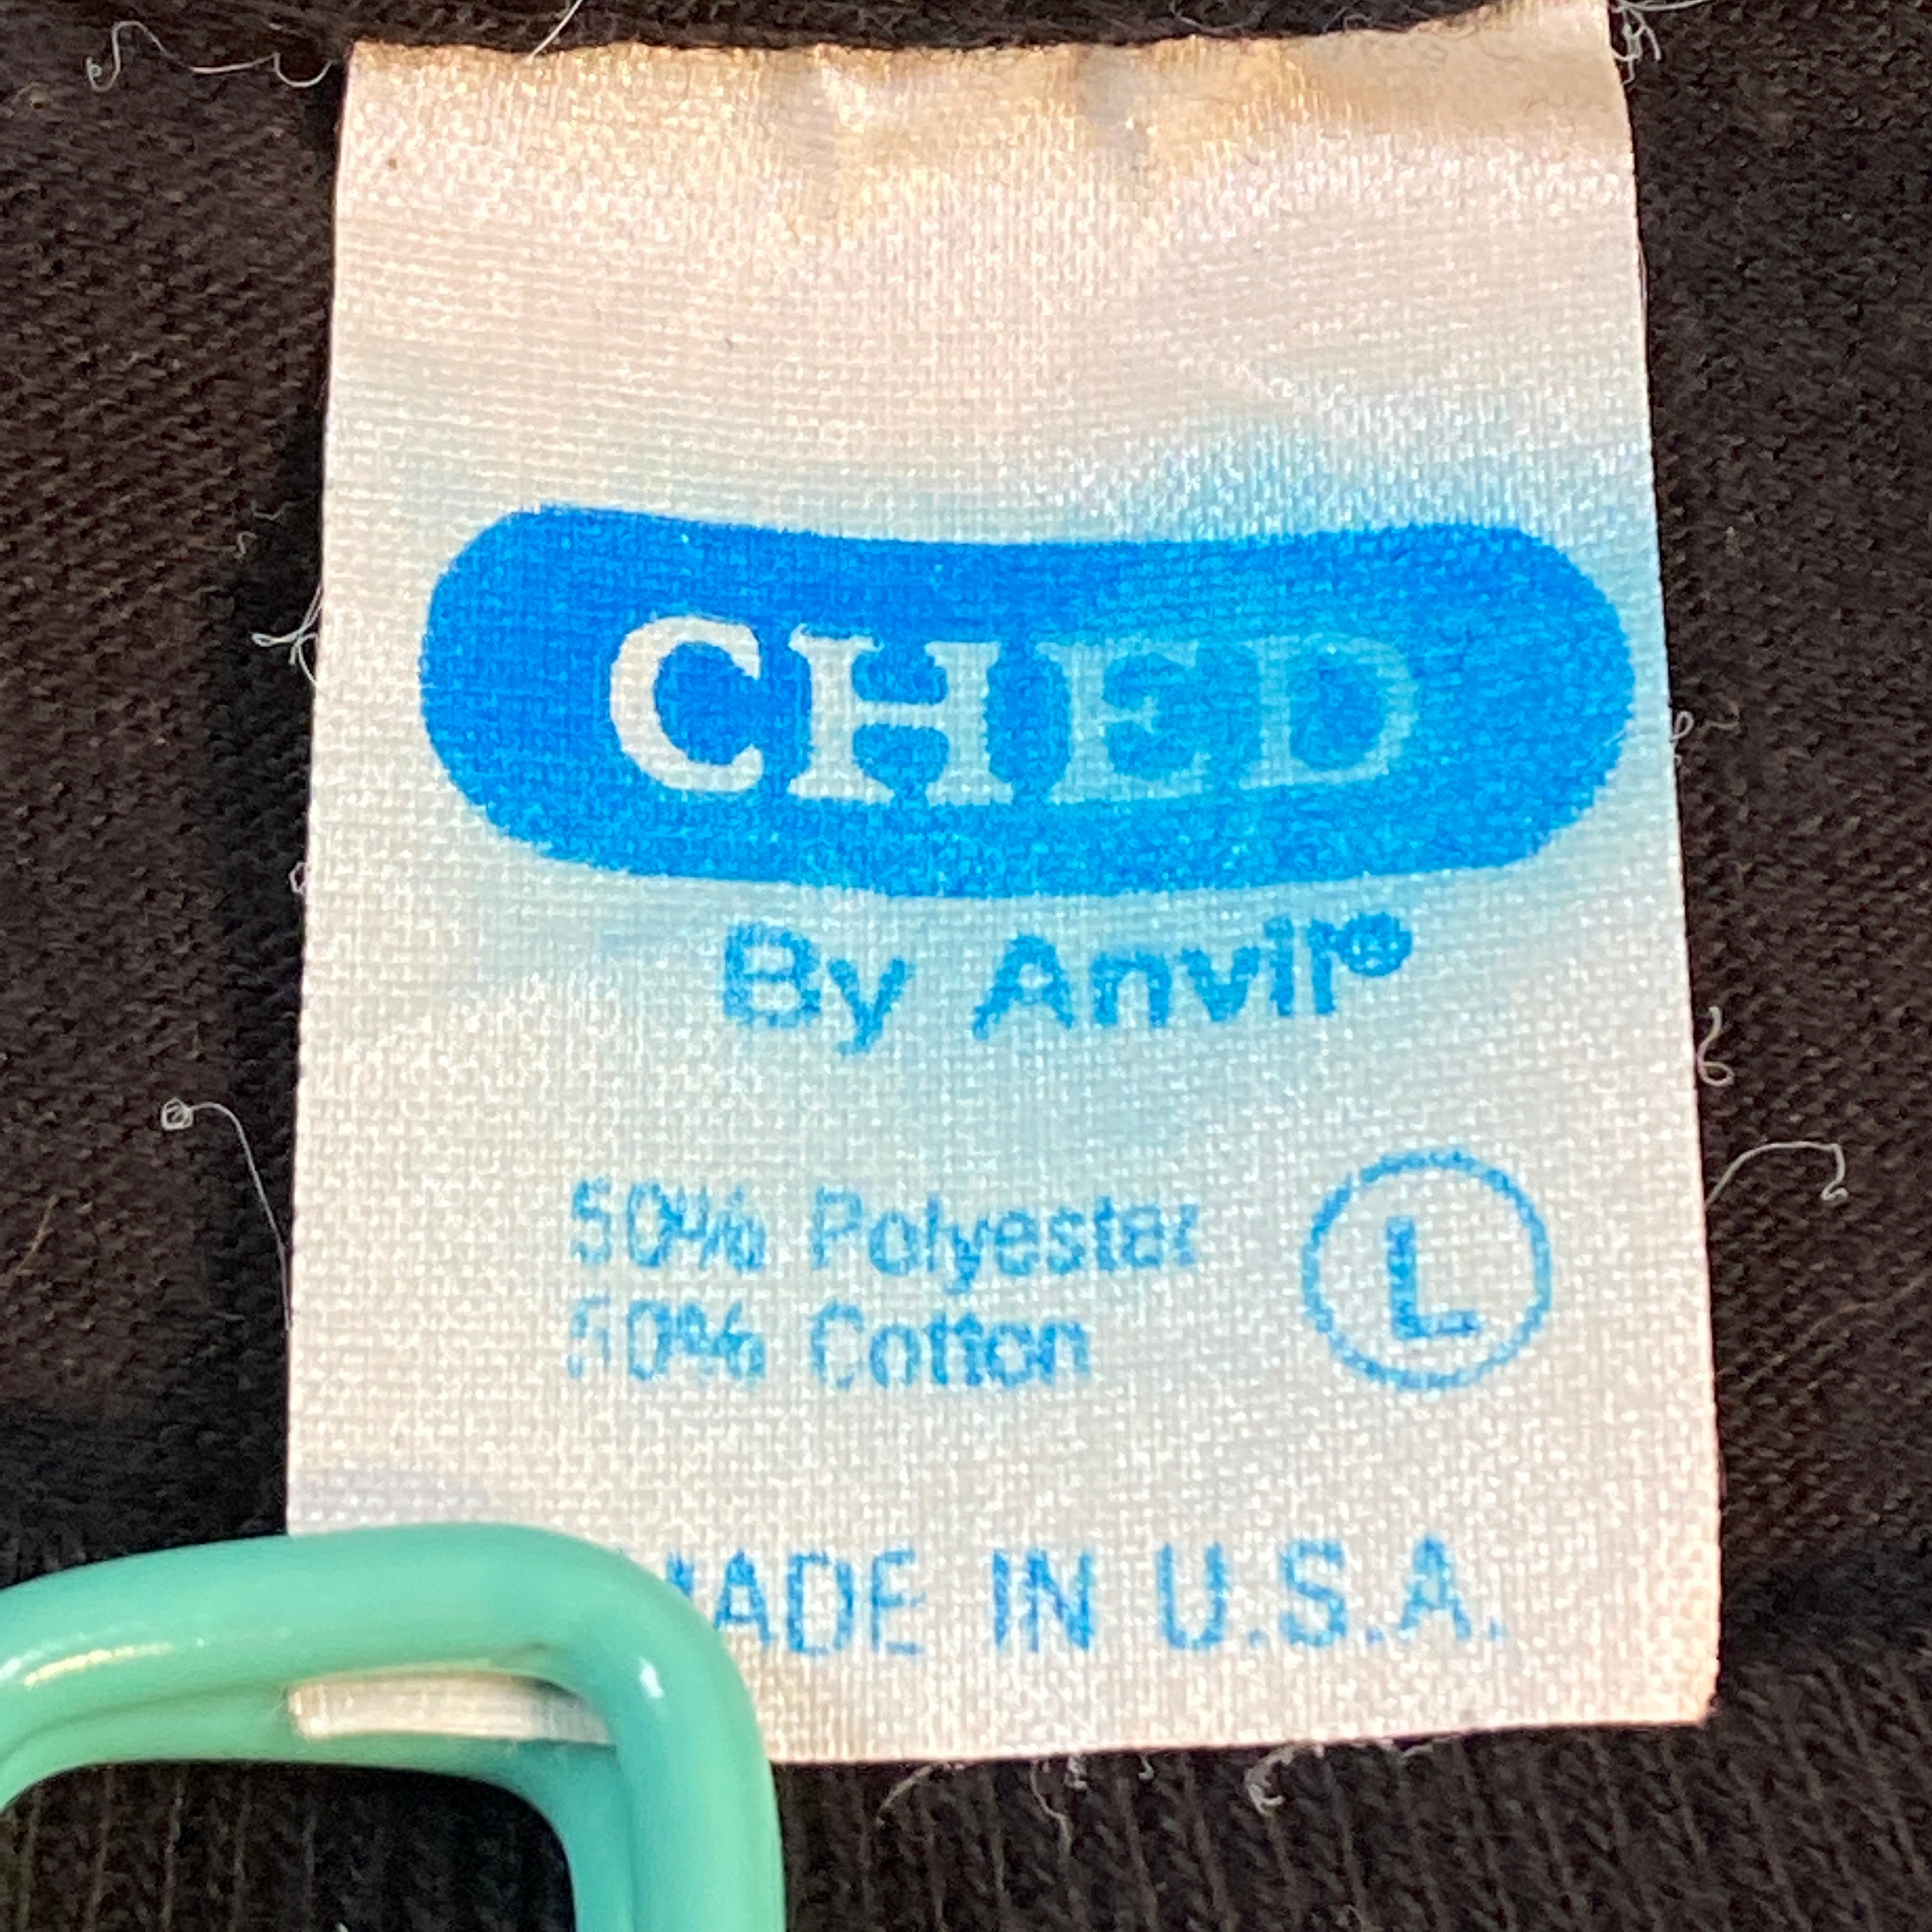 CHED
By Anvil®
50% Polyester
50% Cotton
L
MADE IN U.S.A.